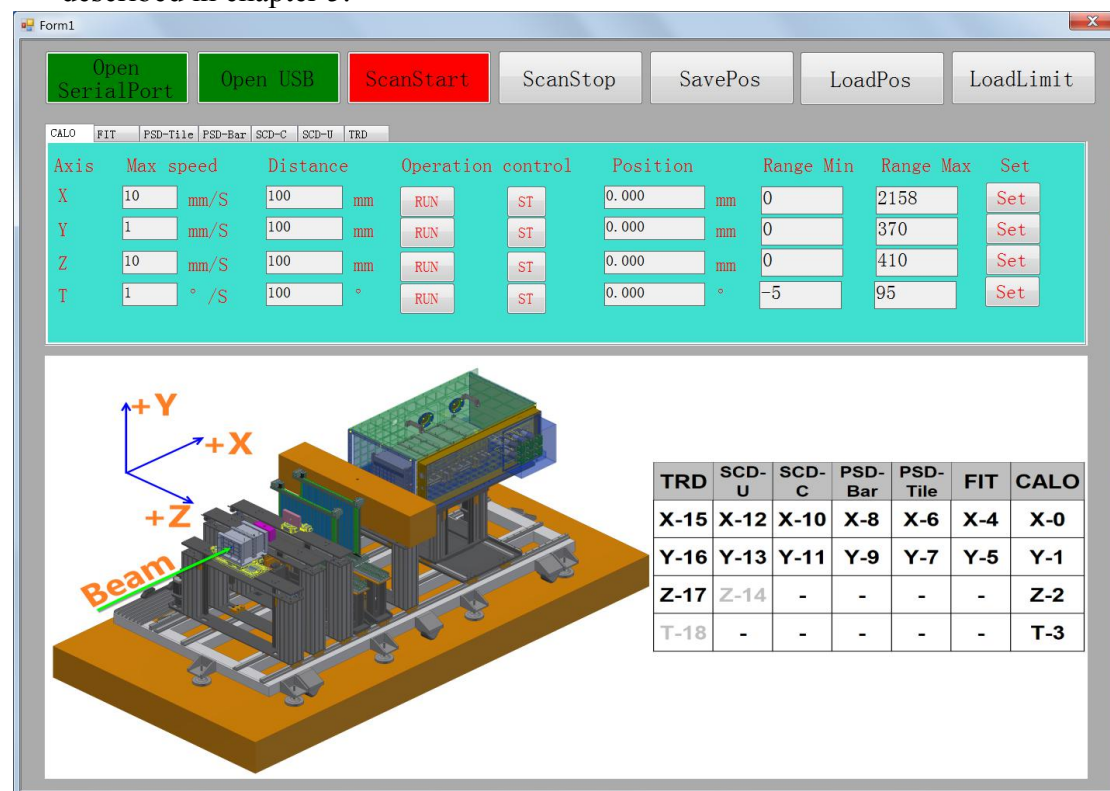 described in chapter 3.
Form1
Open SerialPort Open USB ScanStart ScanStop SavePos LoadPos LoadLimit
CALO FIT PSD-Tile PSD-Bar SCD-C SCD-U TRD
Axis Max speed Distance Operation control Position Range Min Range Max Set
X 10 mm/S 100 mm RUN ST 0.000 mm 0 2158 Set
Y 1 mm/S 100 mm RUN ST 0.000 mm 0 370 Set
Z 10 mm/S 100 mm RUN ST 0.000 mm 0 410 Set
T 1 ° /S 100 ° RUN ST 0.000 ° -5 95 Set
+Y
+X
+Z
Beam
TRD SCD-U SCD-C PSD-Bar PSD-Tile FIT CALO
X-15 X-12 X-10 X-8 X-6 X-4 X-0
Y-16 Y-13 Y-11 Y-9 Y-7 Y-5 Y-1
Z-17 Z-14 - - - - Z-2
T-18 - - - - - T-3